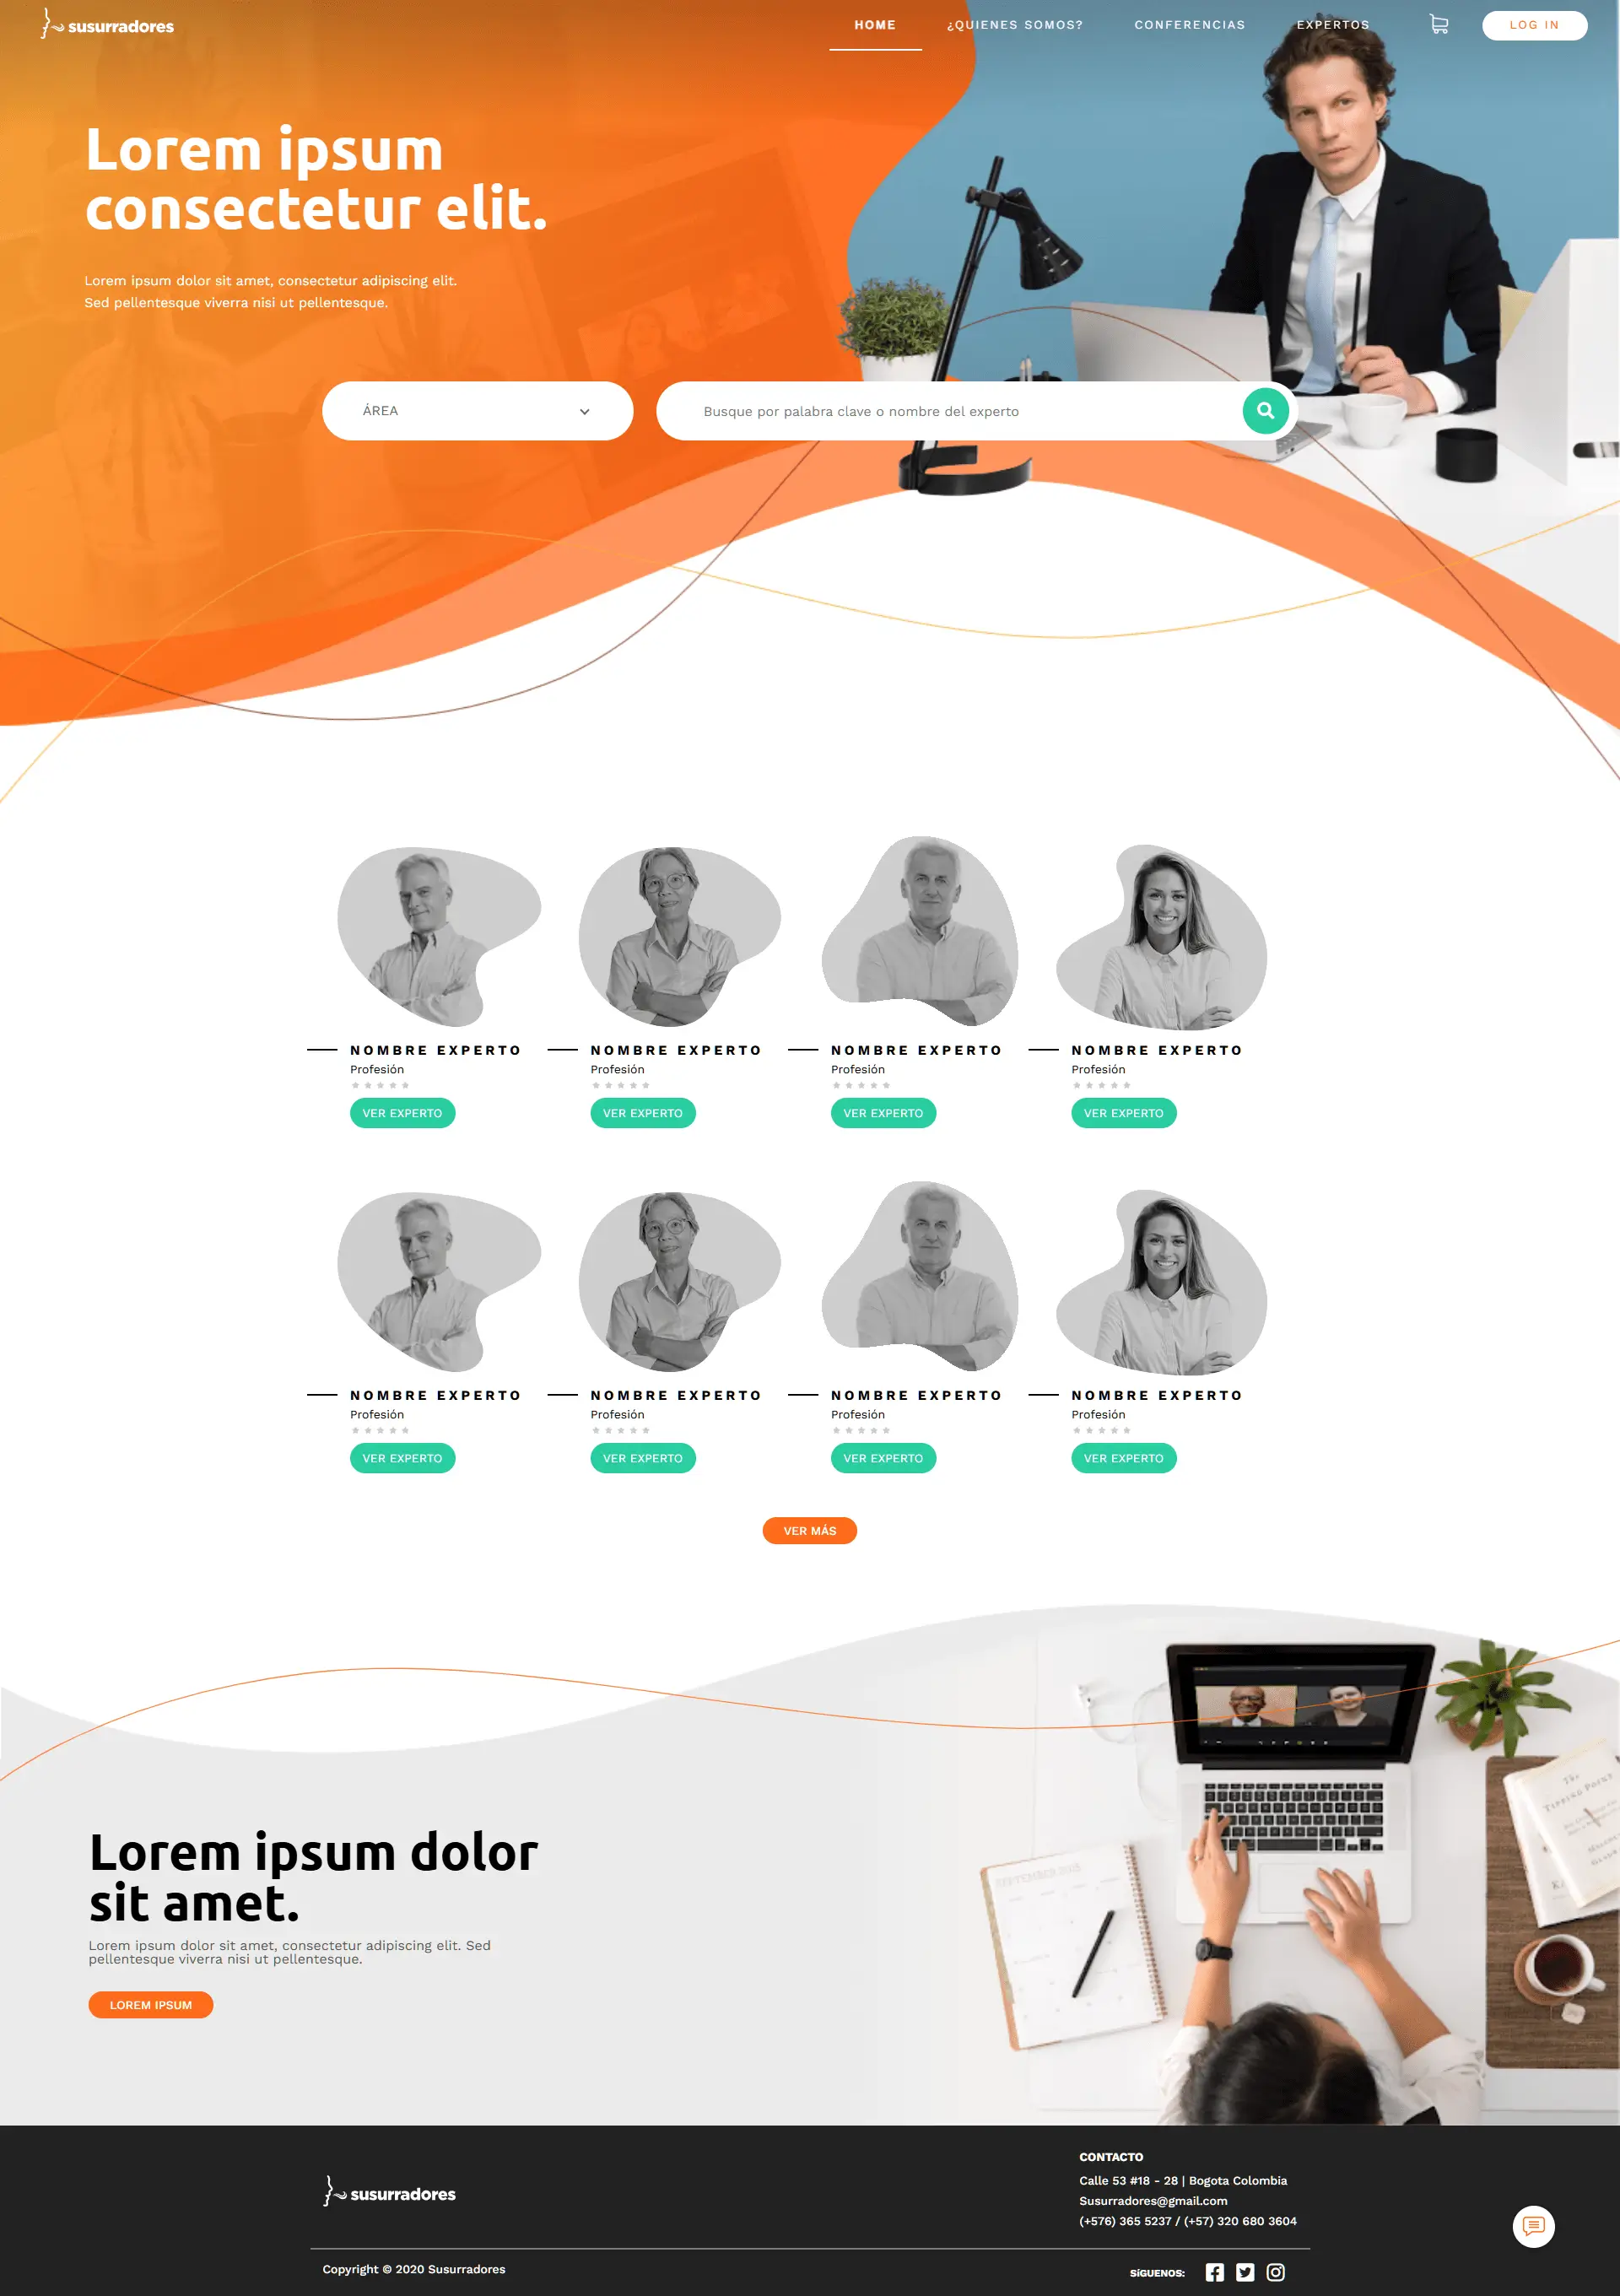 susurradores
HOME
¿QUIENES SOMOS?
CONFERENCIAS
EXPERTOS
LOG IN
Lorem ipsum
consectetur elit.
Lorem ipsum dolor sit amet, consectetur adipiscing elit.
Sed pellentesque viverra nisi ut pellentesque.
ÁREA
Busque por palabra clave o nombre del experto
NOMBRE EXPERTO
Profesión
VER EXPERTO
NOMBRE EXPERTO
Profesión
VER EXPERTO
NOMBRE EXPERTO
Profesión
VER EXPERTO
NOMBRE EXPERTO
Profesión
VER EXPERTO
NOMBRE EXPERTO
Profesión
VER EXPERTO
NOMBRE EXPERTO
Profesión
VER EXPERTO
NOMBRE EXPERTO
Profesión
VER EXPERTO
NOMBRE EXPERTO
Profesión
VER EXPERTO
VER MÁS
The
TIPPING POINT
SEPTEMBER
Lorem ipsum dolor
sit amet.
Lorem ipsum dolor sit amet, consectetur adipiscing elit. Sed
pellentesque viverra nisi ut pellentesque.
LOREM IPSUM
susurradores
CONTACTO
Calle 53 #18 - 28 | Bogota Colombia
Susurradores@gmail.com
(+576) 365 5237 / (+57) 320 680 3604
Copyright © 2020 Susurradores
SÍGUENOS: